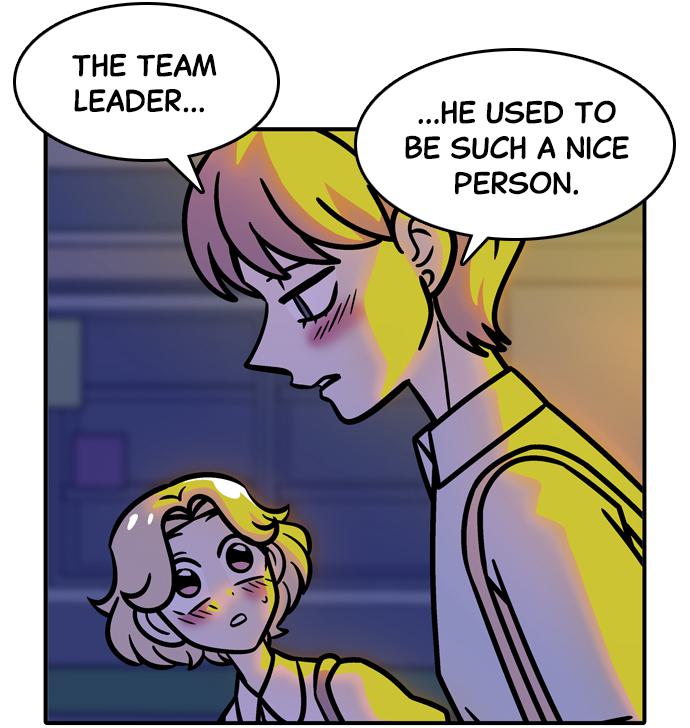 THE TEAM
LEADER...
...HE USED TO
BE SUCH A NICE
PERSON.